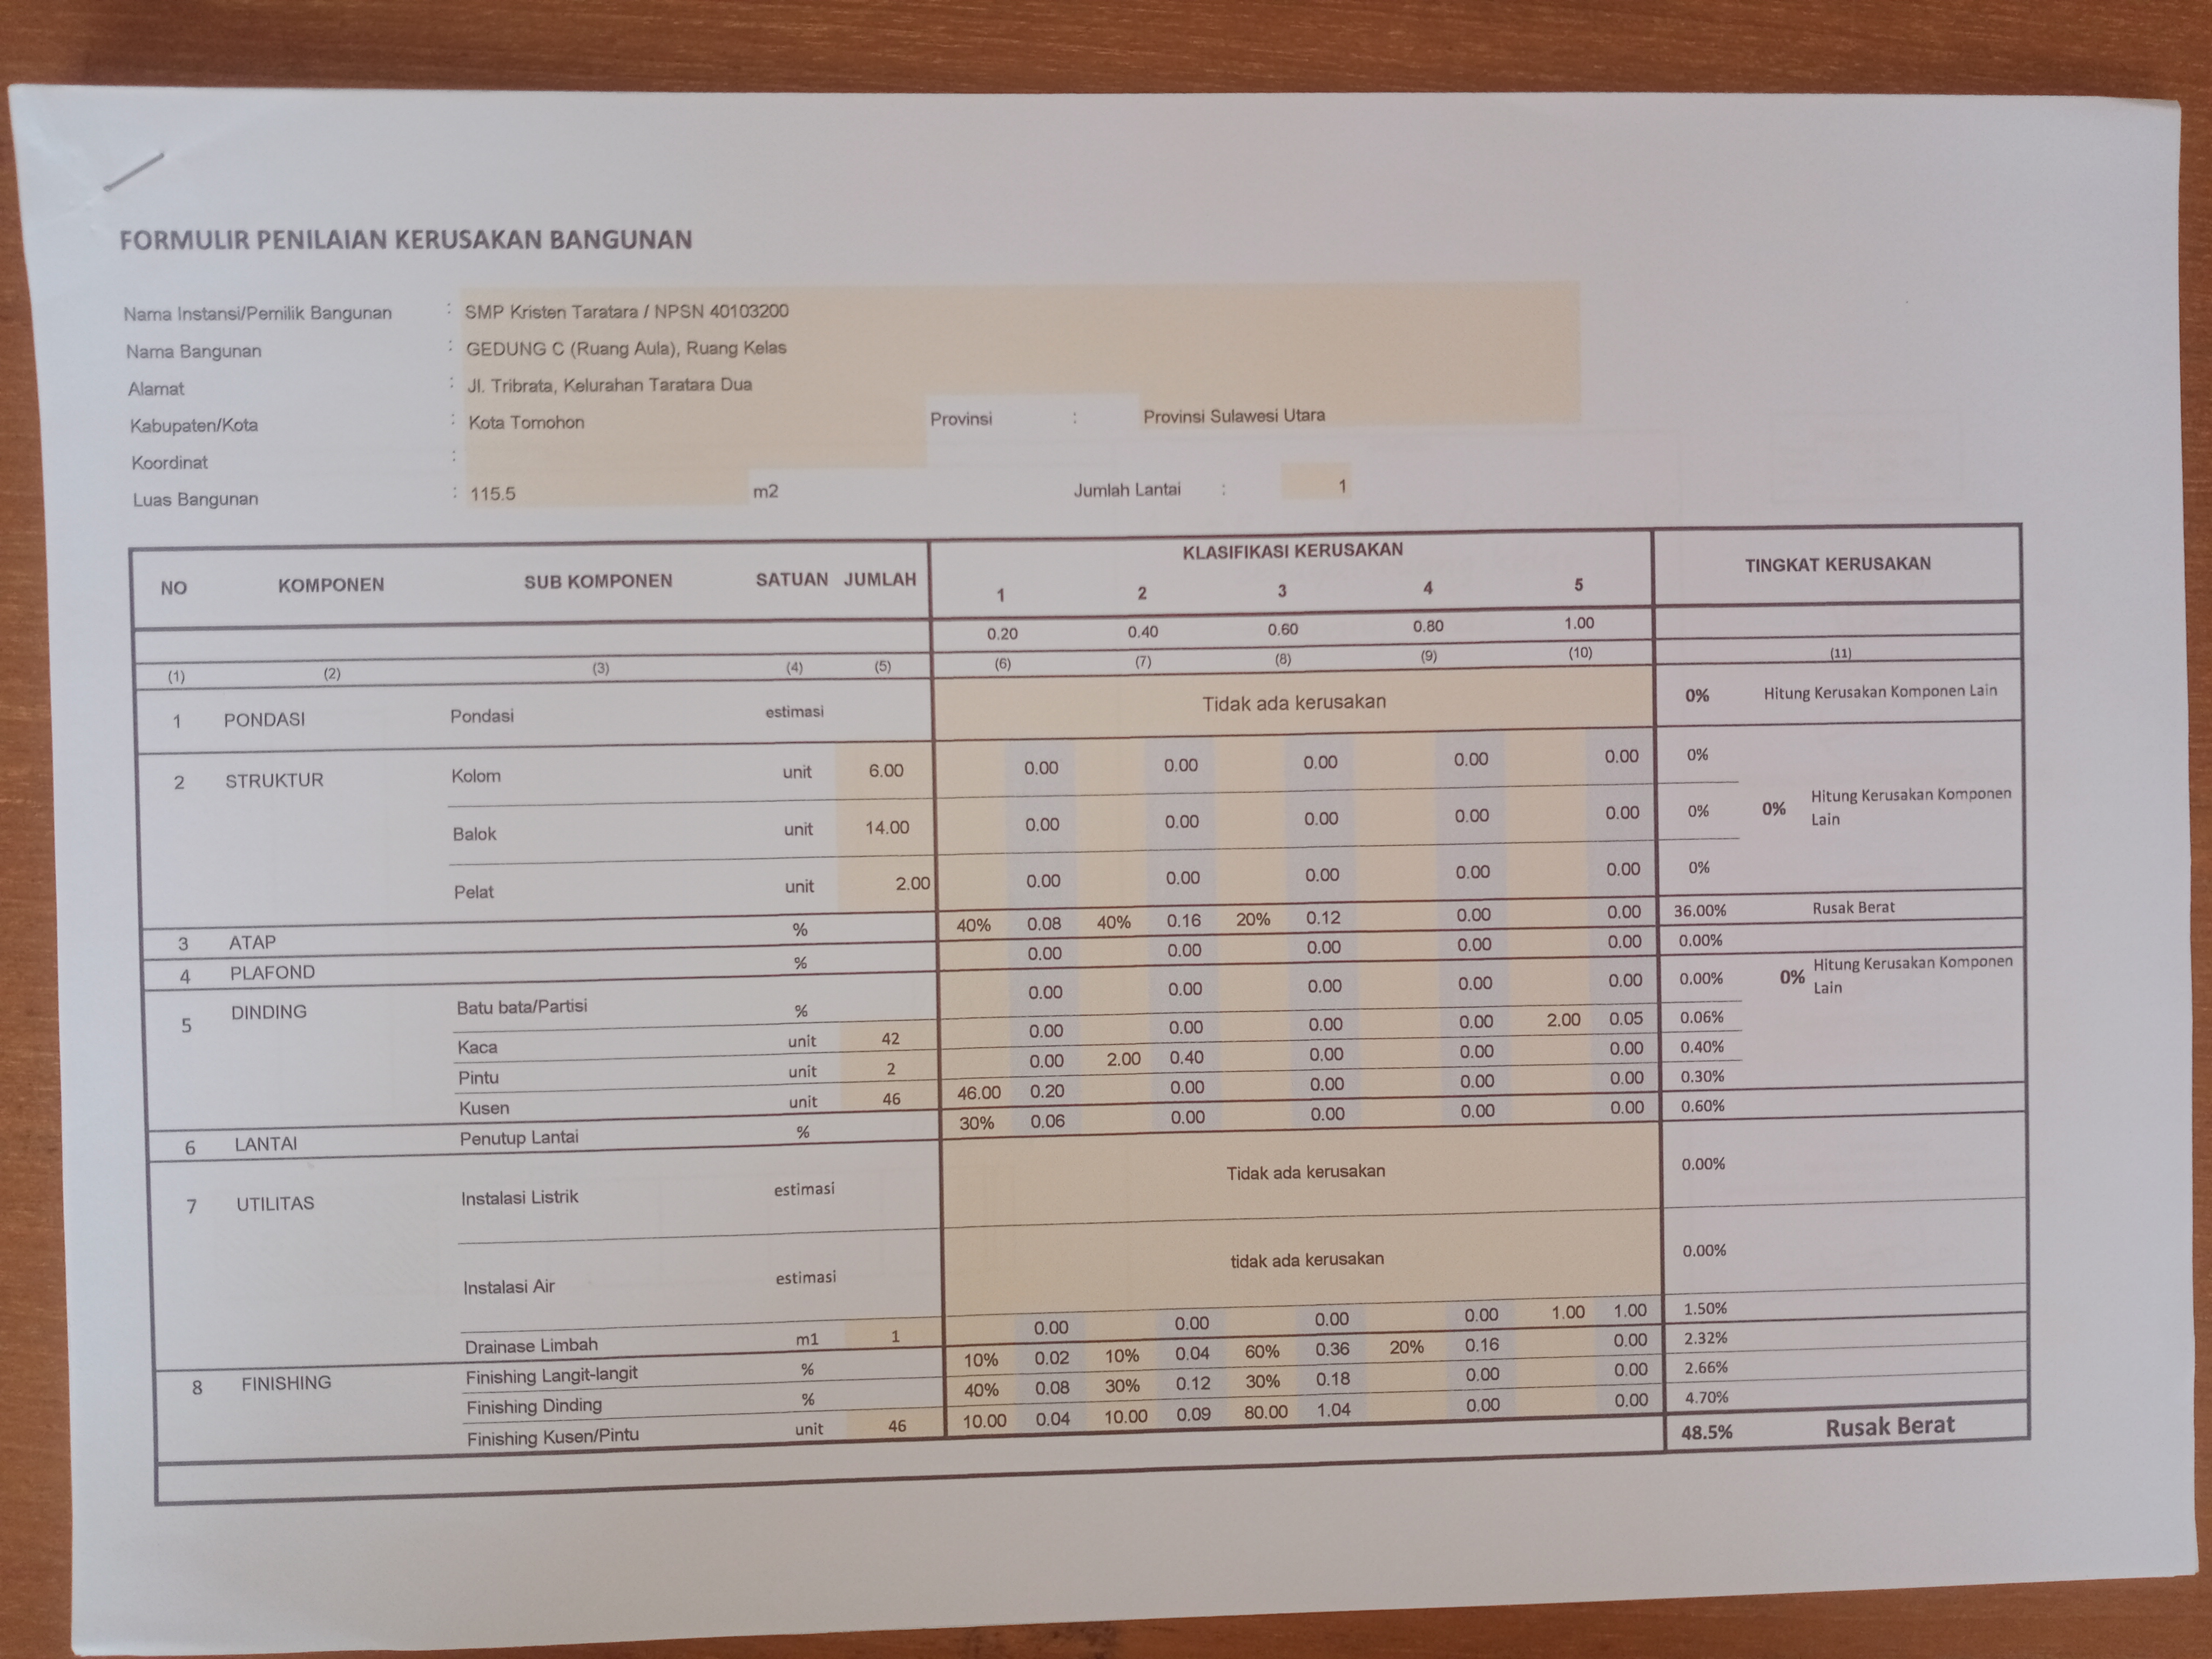 FORMULIR PENILAIAN KERUSAKAN BANGUNAN
Nama Instansi/Pemilik Bangunan : SMP Kristen Taratara / NPSN 40103200
Nama Bangunan : GEDUNG C (Ruang Aula), Ruang Kelas
Alamat : Jl. Tribrata, Kelurahan Taratara Dua
Kabupaten/Kota : Kota Tomohon Provinsi : Provinsi Sulawesi Utara
Koordinat :
Luas Bangunan : 115.5 m2 Jumlah Lantai : 1
NO KOMPONEN SUB KOMPONEN SATUAN JUMLAH KLASIFIKASI KERUSAKAN TINGKAT KERUSAKAN
1 2 3 4 5
0.20 0.40 0.60 0.80 1.00
(1) (2) (3) (4) (5) (6) (7) (8) (9) (10) (11)
1 PONDASI Pondasi estimasi Tidak ada kerusakan 0% Hitung Kerusakan Komponen Lain
2 STRUKTUR Kolom unit 6.00 0.00 0.00 0.00 0.00 0.00 0%
Balok unit 14.00 0.00 0.00 0.00 0.00 0.00 0% 0% Hitung Kerusakan Komponen
Lain
Pelat unit 2.00 0.00 0.00 0.00 0.00 0.00 0%
3 ATAP % 40% 0.08 40% 0.16 20% 0.12 0.00 0.00 36.00% Rusak Berat
4 PLAFOND % 0.00 0.00 0.00 0.00 0.00 0.00%
5 DINDING Batu bata/Partisi % 0.00 0.00 0.00 0.00 0.00 0.00% 0% Hitung Kerusakan Komponen
Lain
Kaca unit 42 0.00 0.00 0.00 0.00 2.00 0.05 0.06%
Pintu unit 2 0.00 2.00 0.40 0.00 0.00 0.00 0.40%
Kusen unit 46 46.00 0.20 0.00 0.00 0.00 0.00 0.30%
6 LANTAI Penutup Lantai % 30% 0.06 0.00 0.00 0.00 0.00 0.60%
7 UTILITAS Instalasi Listrik estimasi Tidak ada kerusakan 0.00%
Instalasi Air estimasi tidak ada kerusakan 0.00%
Drainase Limbah m1 1 0.00 0.00 0.00 0.00 1.00 1.00 1.50%
8 FINISHING Finishing Langit-langit % 10% 0.02 10% 0.04 60% 0.36 20% 0.16 0.00 2.32%
Finishing Dinding % 40% 0.08 30% 0.12 30% 0.18 0.00 0.00 2.66%
Finishing Kusen/Pintu unit 46 10.00 0.04 10.00 0.09 80.00 1.04 0.00 0.00 4.70%
48.5% Rusak Berat